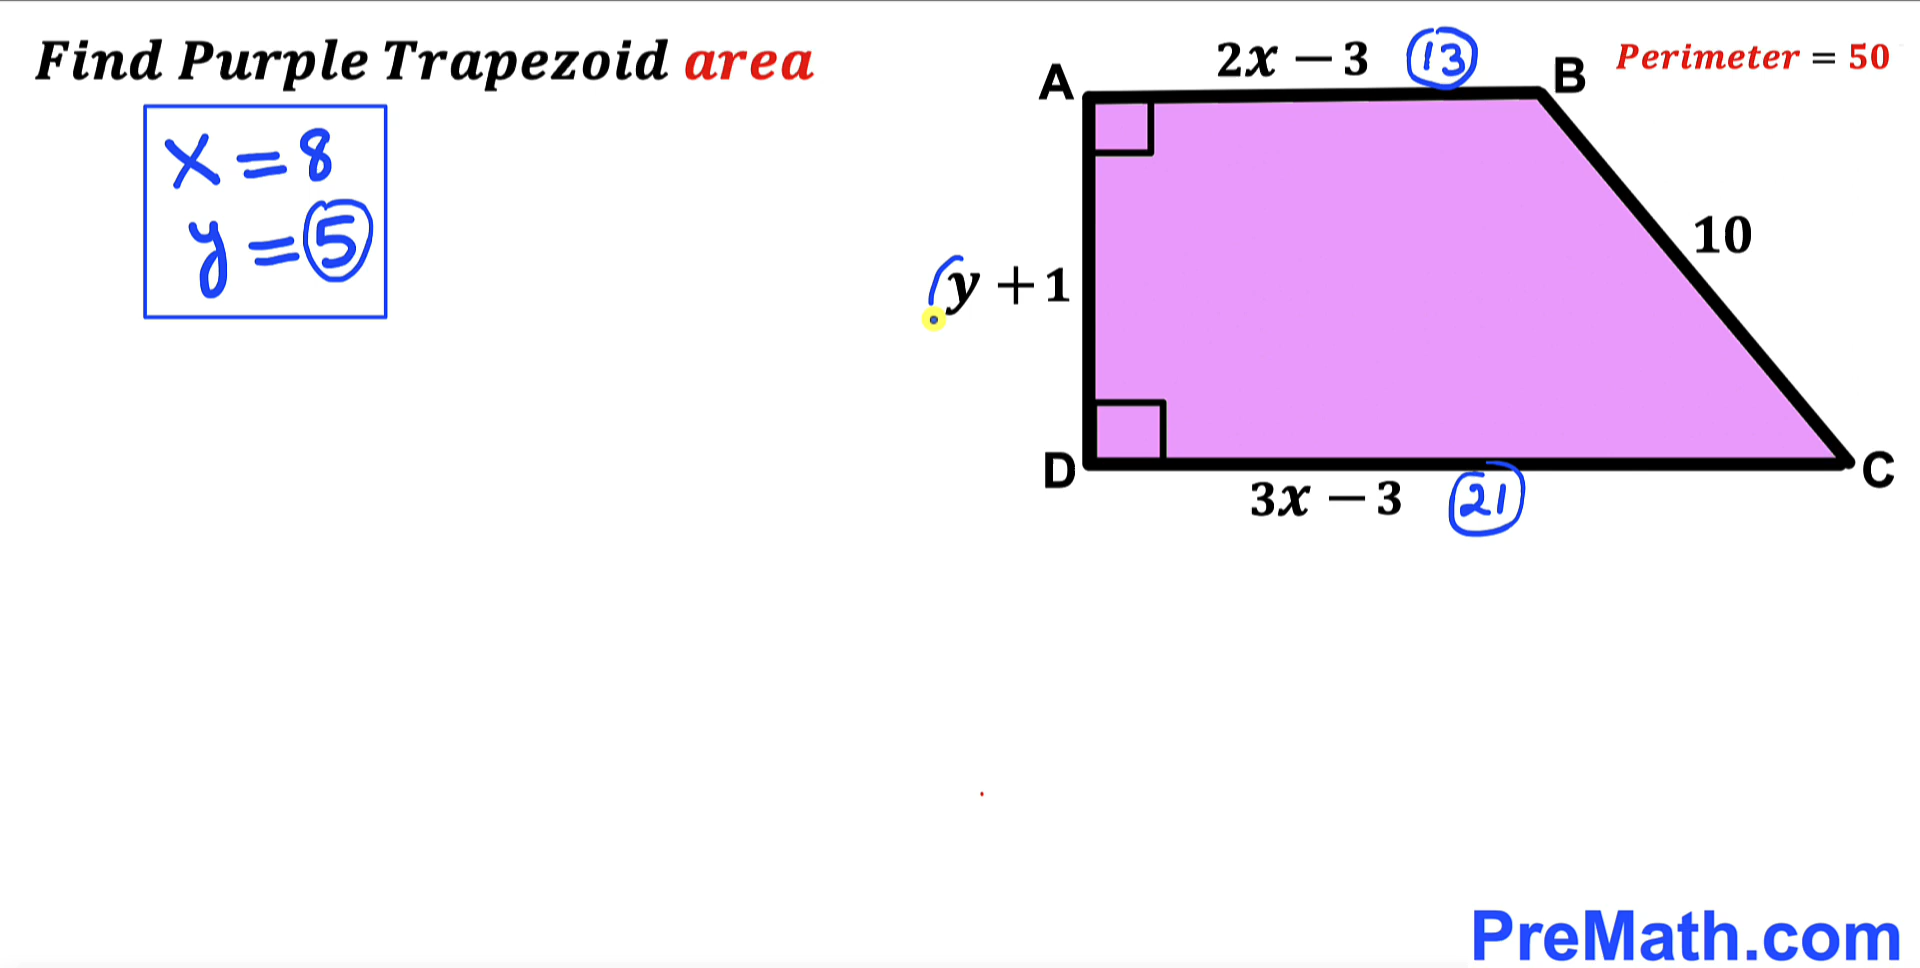 Find Purple Trapezoid area
x = 8
y = 5
A
2x − 3 13
B
Perimeter = 50
10
y + 1
D
3x − 3 21
C
PreMath.com